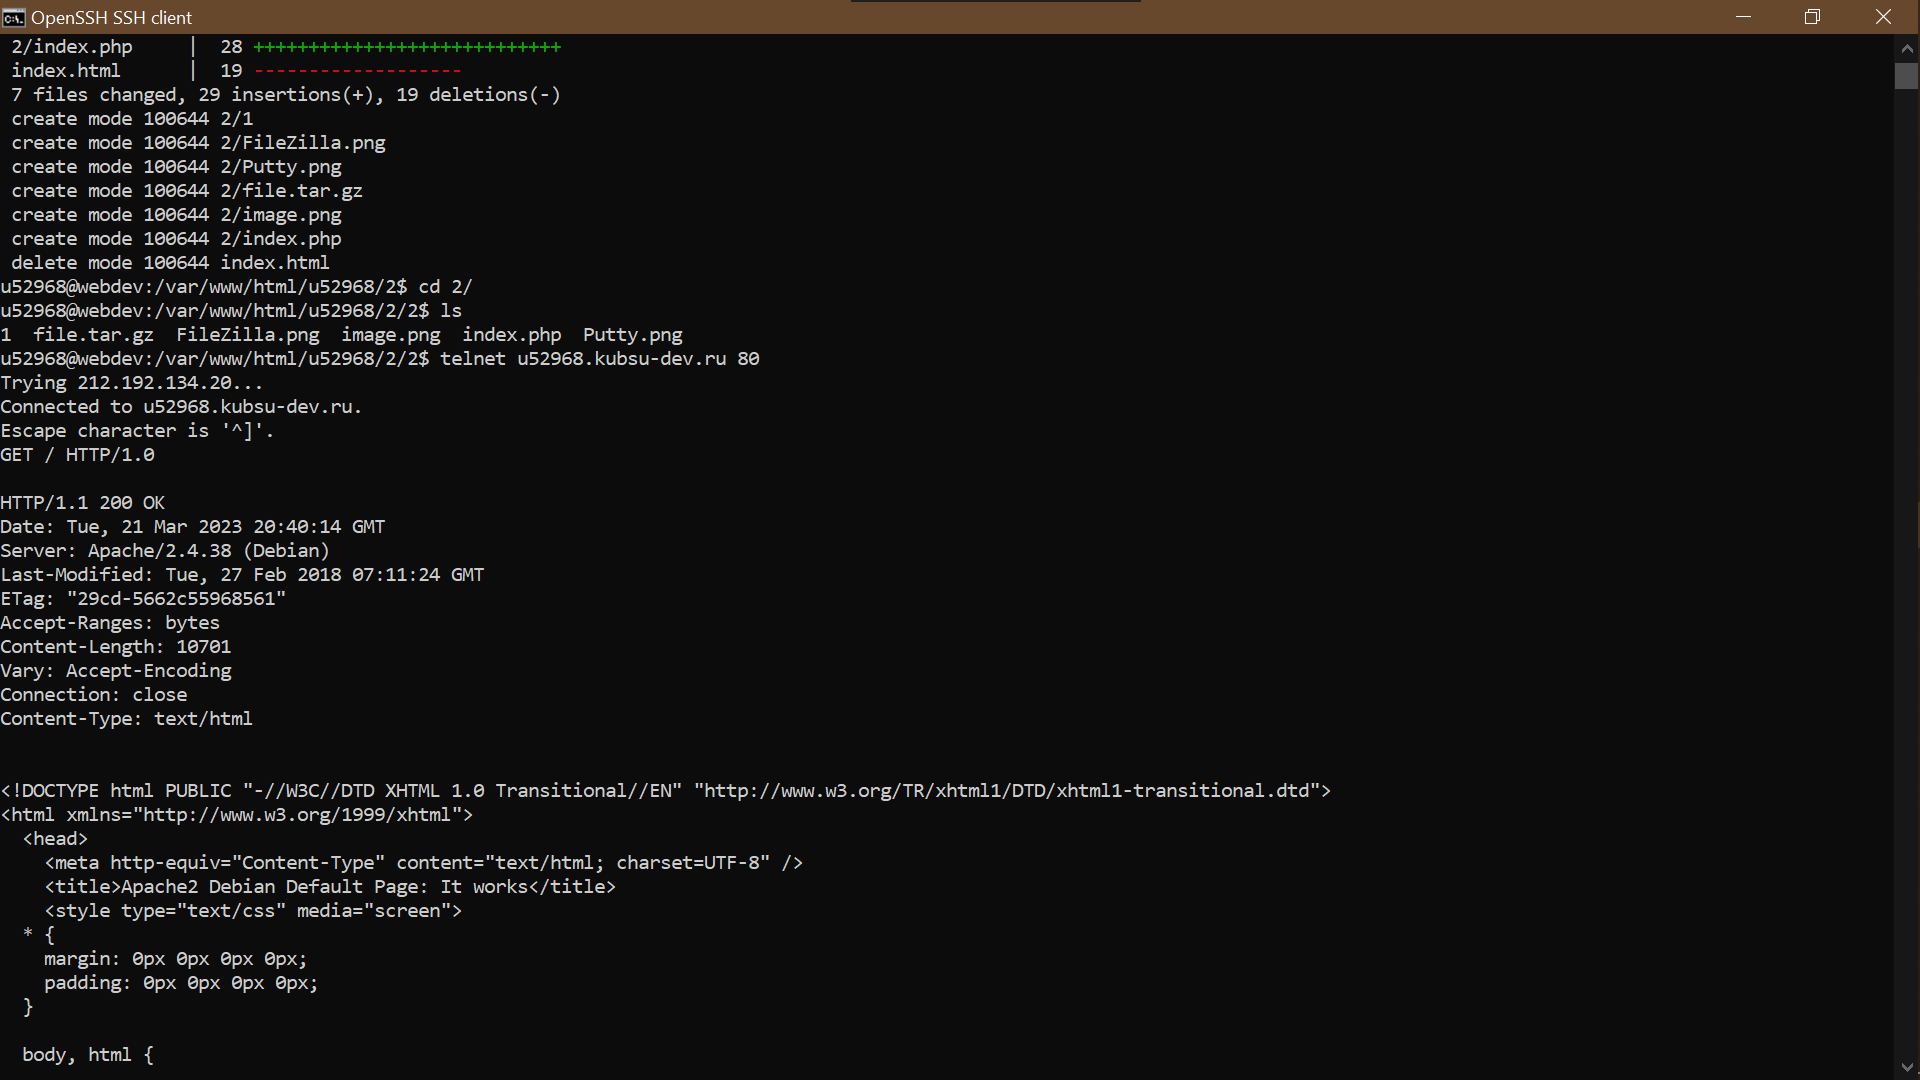 OpenSSH SSH client
2/index.php | 28 ++++++++++++++++++++++++++++
index.html | 19 -------------------
7 files changed, 29 insertions(+), 19 deletions(-)
create mode 100644 2/1
create mode 100644 2/FileZilla.png
create mode 100644 2/Putty.png
create mode 100644 2/file.tar.gz
create mode 100644 2/image.png
create mode 100644 2/index.php
delete mode 100644 index.html
u52968@webdev:/var/www/html/u52968/2$ cd 2/
u52968@webdev:/var/www/html/u52968/2/2$ ls
1  file.tar.gz  FileZilla.png  image.png  index.php  Putty.png
u52968@webdev:/var/www/html/u52968/2/2$ telnet u52968.kubsu-dev.ru 80
Trying 212.192.134.20...
Connected to u52968.kubsu-dev.ru.
Escape character is '^]'.
GET / HTTP/1.0
HTTP/1.1 200 OK
Date: Tue, 21 Mar 2023 20:40:14 GMT
Server: Apache/2.4.38 (Debian)
Last-Modified: Tue, 27 Feb 2018 07:11:24 GMT
ETag: "29cd-5662c55968561"
Accept-Ranges: bytes
Content-Length: 10701
Vary: Accept-Encoding
Connection: close
Content-Type: text/html
<!DOCTYPE html PUBLIC "-//W3C//DTD XHTML 1.0 Transitional//EN" "http://www.w3.org/TR/xhtml1/DTD/xhtml1-transitional.dtd">
<html xmlns="http://www.w3.org/1999/xhtml">
<head>
<meta http-equiv="Content-Type" content="text/html; charset=UTF-8" />
<title>Apache2 Debian Default Page: It works</title>
<style type="text/css" media="screen">
* {
margin: 0px 0px 0px 0px;
padding: 0px 0px 0px 0px;
}
body, html {